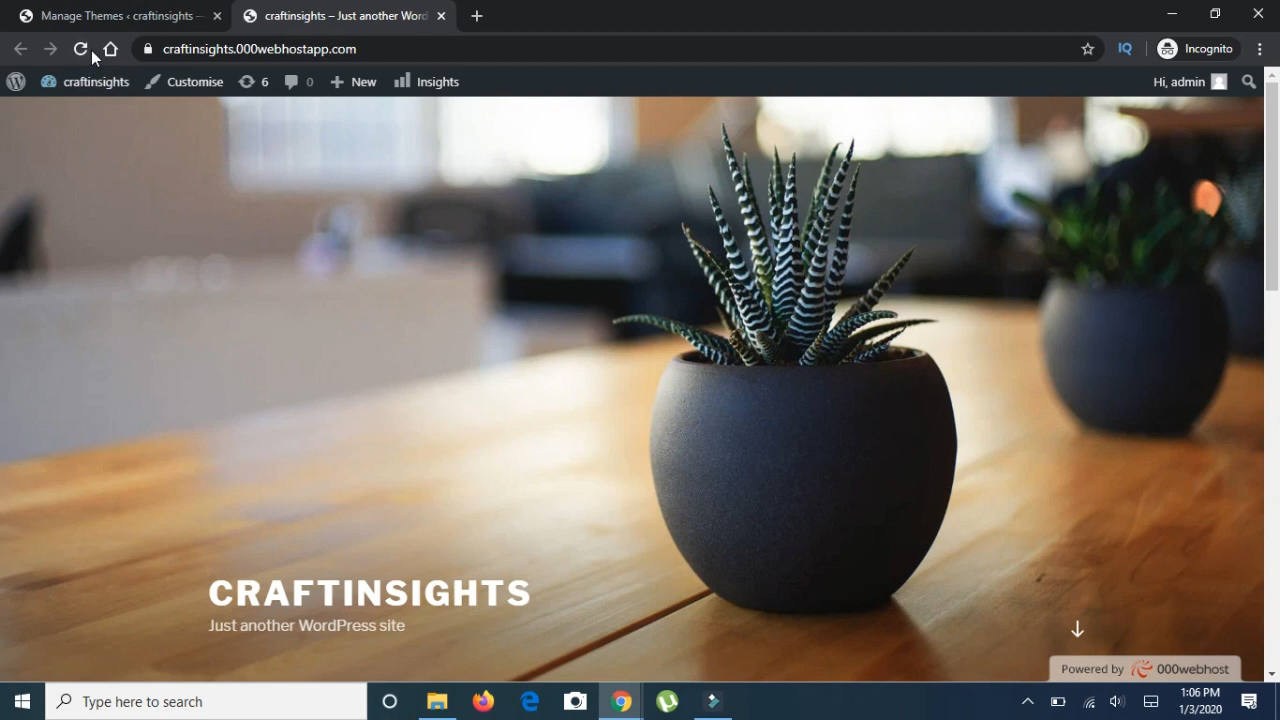 Manage Themes ‹ craftinsights —
craftinsights – Just another Word
craftinsights.000webhostapp.com
IQ
Incognito
craftinsights
Customise
6
0
New
Insights
Hi, admin
CRAFTINSIGHTS
Just another WordPress site
Powered by 000webhost
Type here to search
1:06 PM
1/3/2020